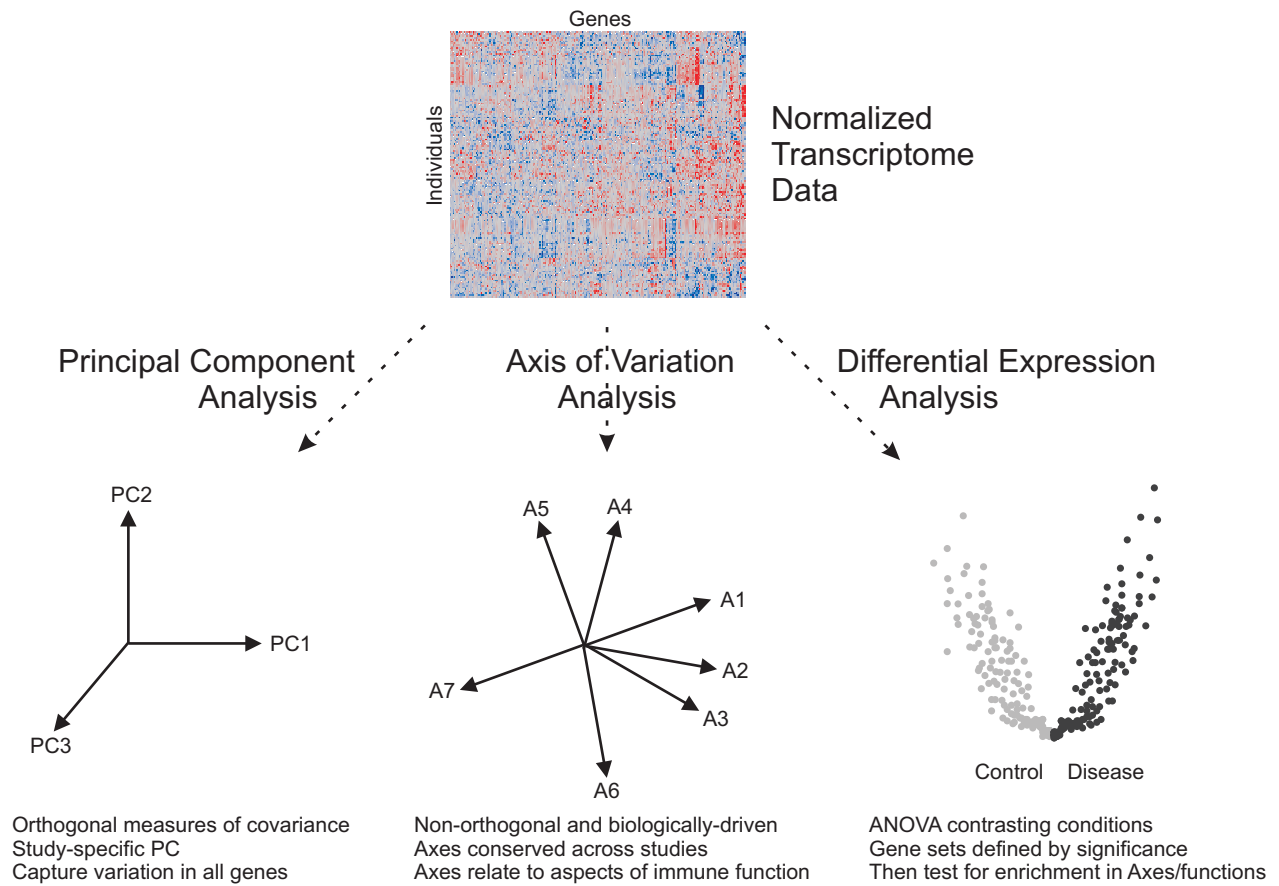 Genes
Individuals
Normalized
Transcriptome
Data
Principal Component
Analysis
Axis of Variation
Analysis
Differential Expression
Analysis
PC2
PC1
PC3
A5
A4
A1
A2
A3
A7
A6
Control
Disease
Orthogonal measures of covariance
Study-specific PC
Capture variation in all genes
Non-orthogonal and biologically-driven
Axes conserved across studies
Axes relate to aspects of immune function
ANOVA contrasting conditions
Gene sets defined by significance
Then test for enrichment in Axes/functions